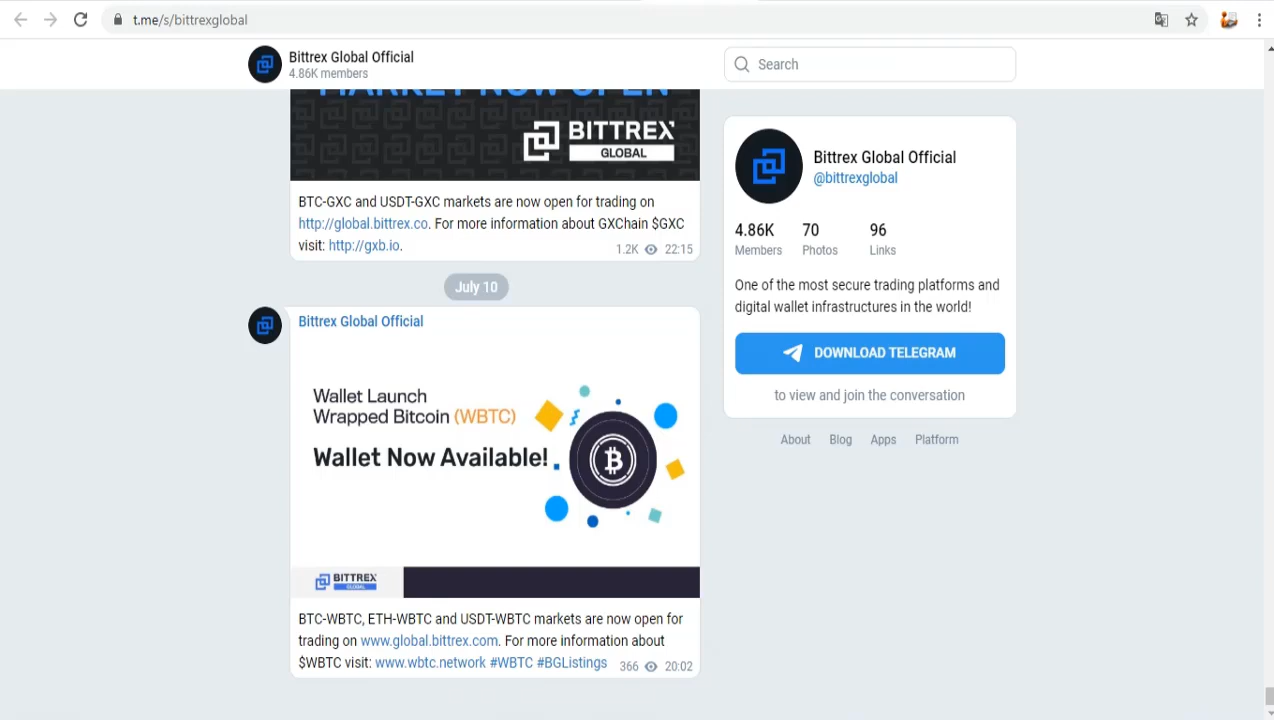 t.me/s/bittrexglobal
Bittrex Global Official
4.86K members
Search
MARKET NOW OPEN
BITTREX
GLOBAL
BTC-GXC and USDT-GXC markets are now open for trading on
http://global.bittrex.co. For more information about GXChain $GXC
visit: http://gxb.io.
1.2K 22:15
July 10
Bittrex Global Official
Wallet Launch
Wrapped Bitcoin (WBTC)
Wallet Now Available!
BITTREX
GLOBAL
BTC-WBTC, ETH-WBTC and USDT-WBTC markets are now open for
trading on www.global.bittrex.com. For more information about
$WBTC visit: www.wbtc.network #WBTC #BGListings
366 20:02
Bittrex Global Official
@bittrexglobal
4.86K 70 96
Members Photos Links
One of the most secure trading platforms and
digital wallet infrastructures in the world!
DOWNLOAD TELEGRAM
to view and join the conversation
About Blog Apps Platform